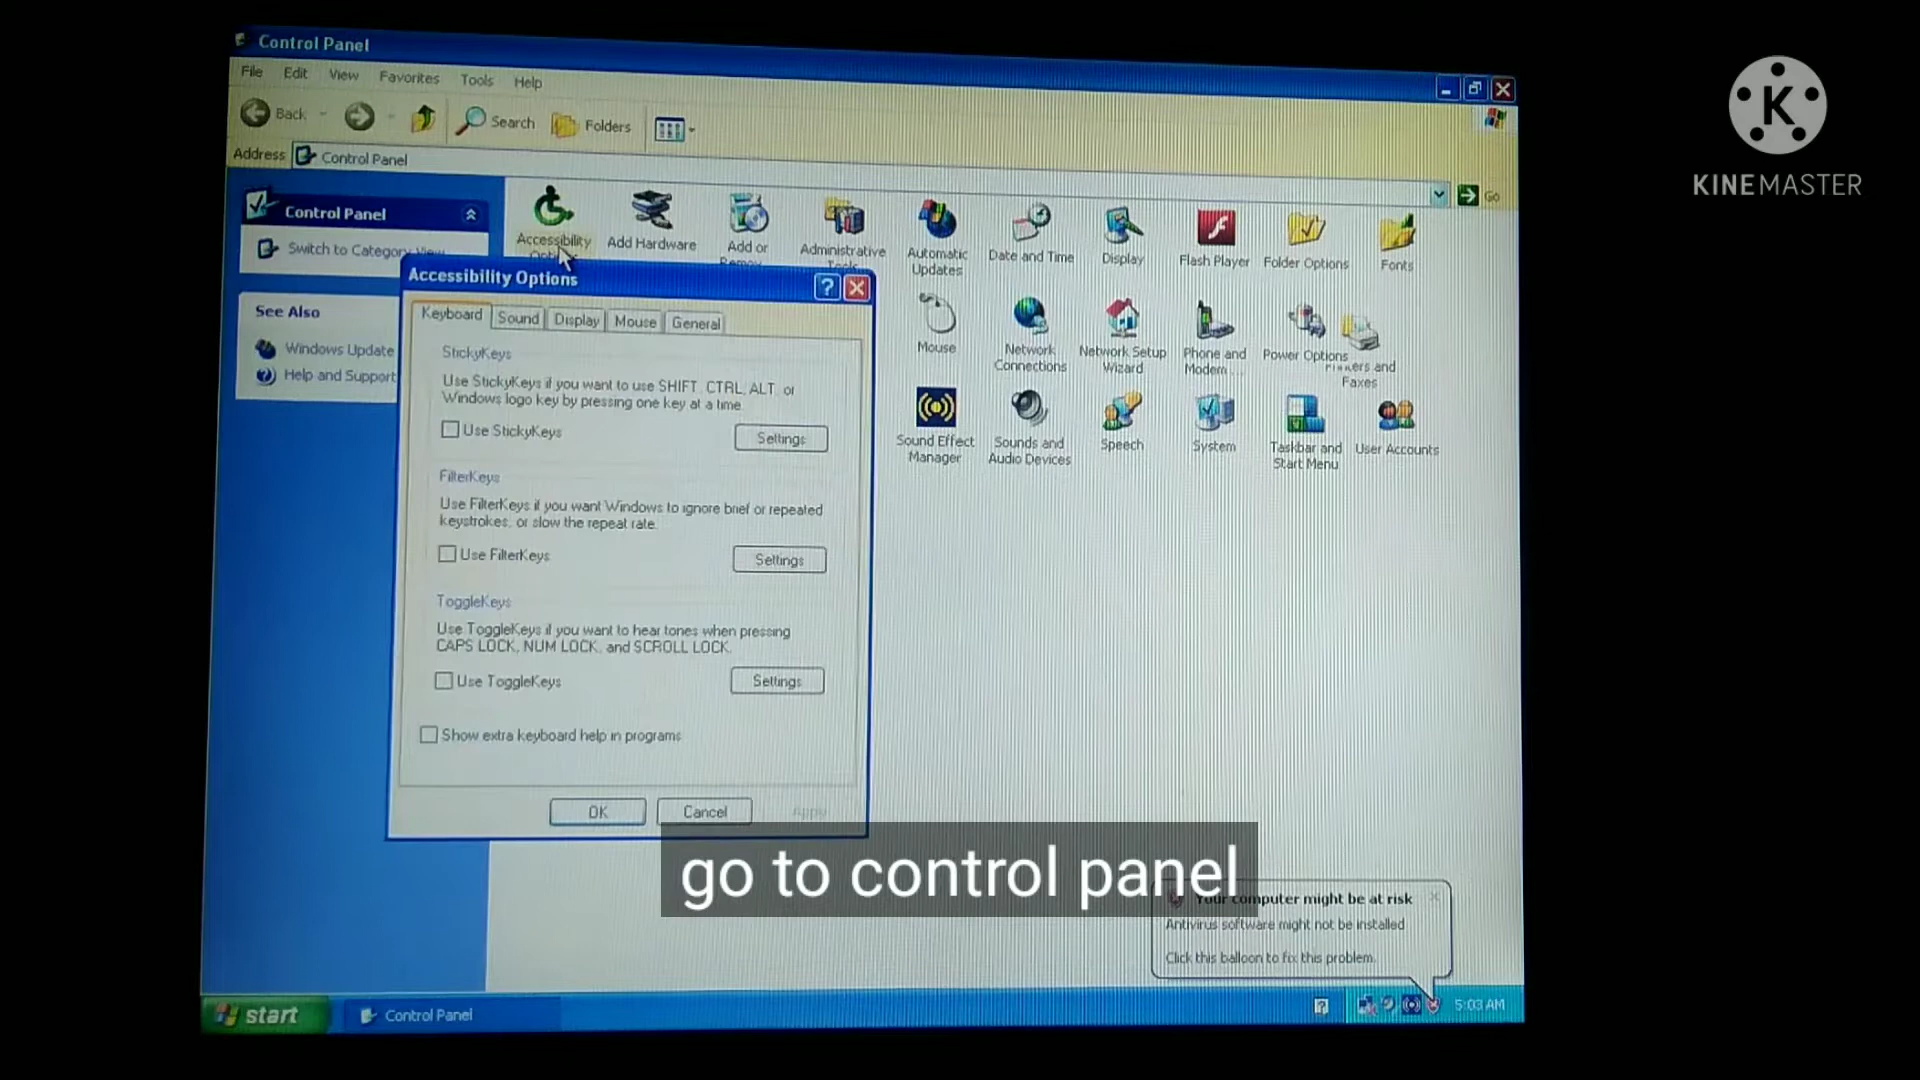 Control Panel
File Edit View Favorites Tools Help
Back Search Folders
Address Control Panel Go
KINEMASTER
Control Panel
Switch to Category View
See Also
Windows Update
Help and Support
Accessibility
Options
Add Hardware
Add or
Administrative
Tools
Automatic
Updates
Date and Time
Display
Flash Player
Folder Options
Fonts
Mouse
Network
Connections
Network Setup
Wizard
Phone and
Modem ...
Power Options
Printers and
Faxes
Sound Effect
Manager
Sounds and
Audio Devices
Speech
System
Taskbar and
Start Menu
User Accounts
Accessibility Options
Keyboard Sound Display Mouse General
StickyKeys
Use StickyKeys if you want to use SHIFT, CTRL, ALT, or
Windows logo key by pressing one key at a time.
Use StickyKeys Settings
FilterKeys
Use FilterKeys if you want Windows to ignore brief or repeated
keystrokes, or slow the repeat rate.
Use FilterKeys Settings
ToggleKeys
Use ToggleKeys if you want to hear tones when pressing
CAPS LOCK, NUM LOCK, and SCROLL LOCK.
Use ToggleKeys Settings
Show extra keyboard help in programs
OK Cancel Apply
go to control panel
Your computer might be at risk
Antivirus software might not be installed
Click this balloon to fix this problem.
start Control Panel 5:03 AM